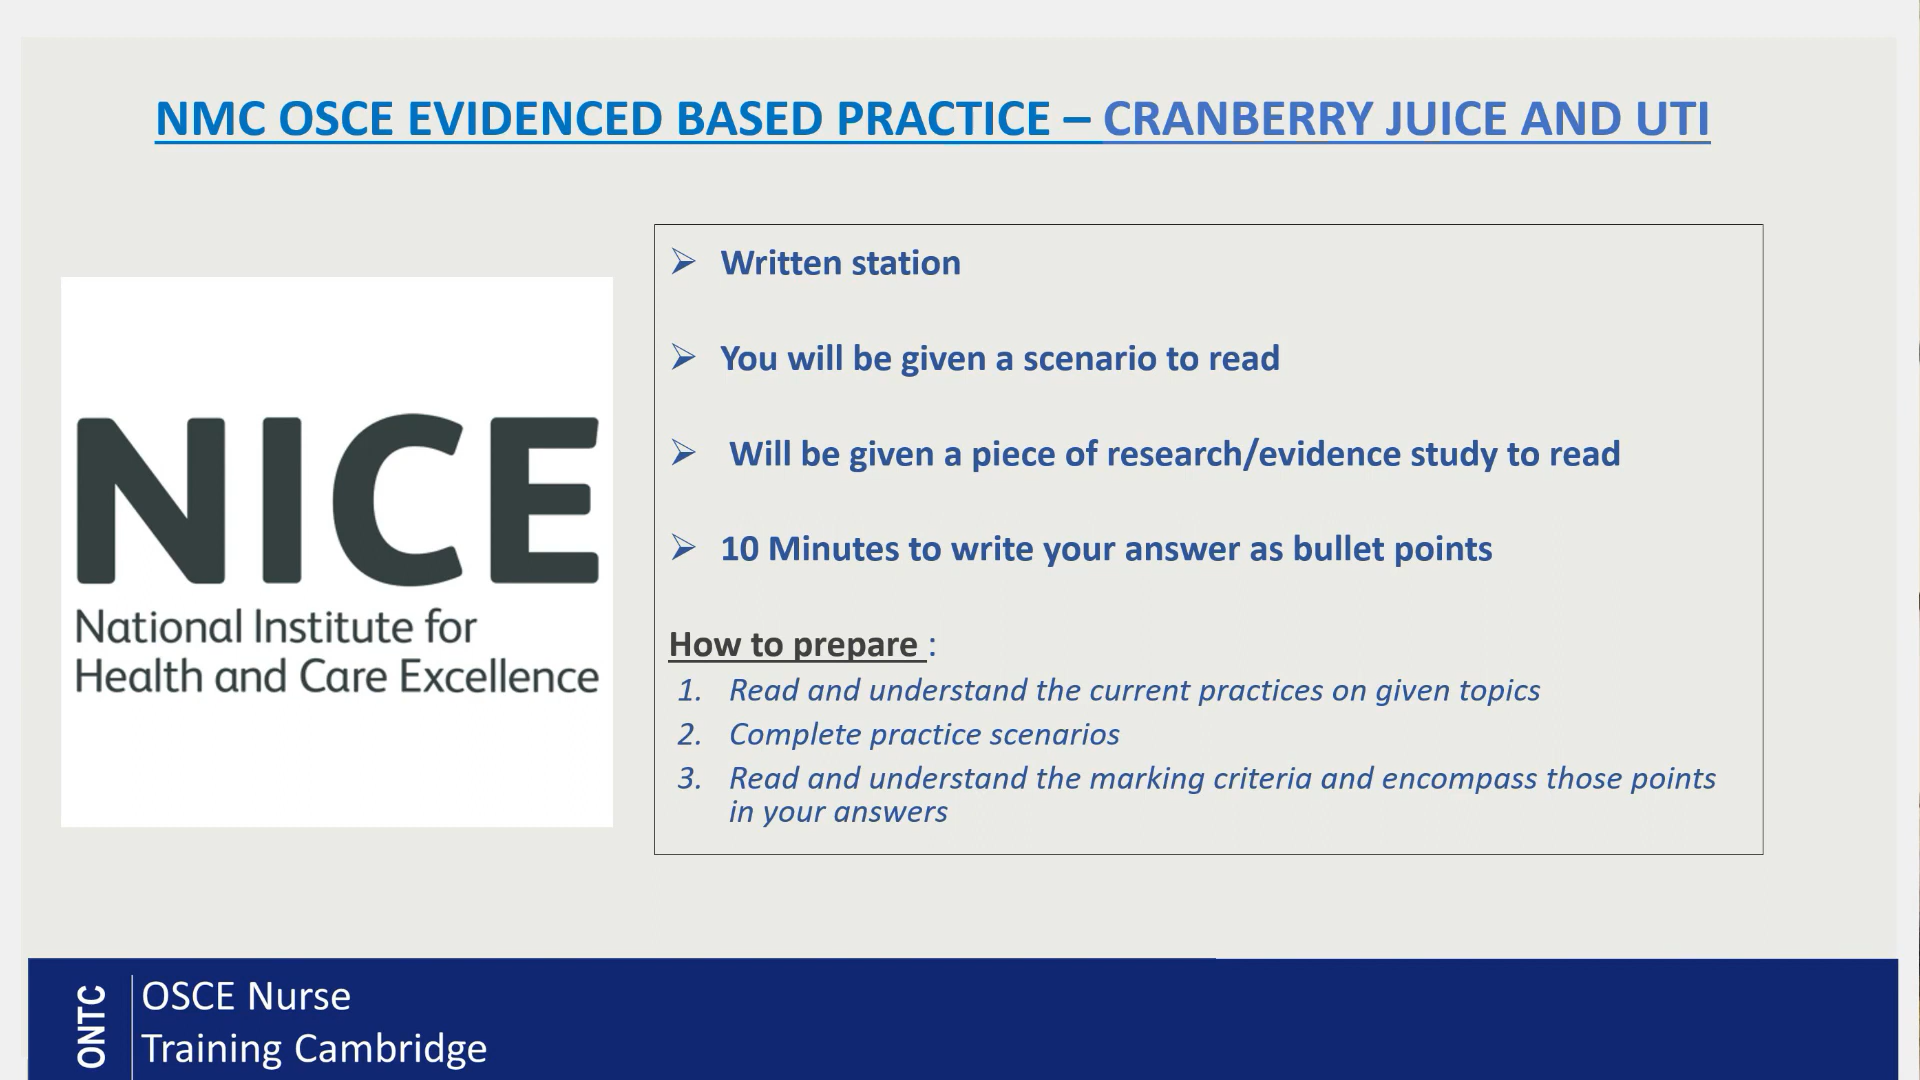 NMC OSCE EVIDENCED BASED PRACTICE – CRANBERRY JUICE AND UTI
NICE
National Institute for
Health and Care Excellence
➢ Written station
➢ You will be given a scenario to read
➢ Will be given a piece of research/evidence study to read
➢ 10 Minutes to write your answer as bullet points
How to prepare :
1. Read and understand the current practices on given topics
2. Complete practice scenarios
3. Read and understand the marking criteria and encompass those points
in your answers
ONTC
OSCE Nurse
Training Cambridge